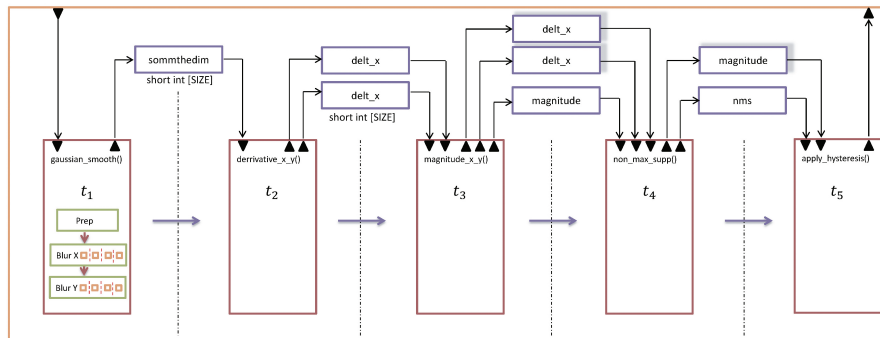 delt_x
sommthedim
delt_x
delt_x
magnitude
short int [SIZE]
delt_x
magnitude
nms
short int [SIZE]
gaussian_smooth()
derrivative_x_y()
magnitude_x_y()
non_max_supp()
apply_hysteresis()
t1
t2
t3
t4
t5
Prep
Blur X
Blur Y